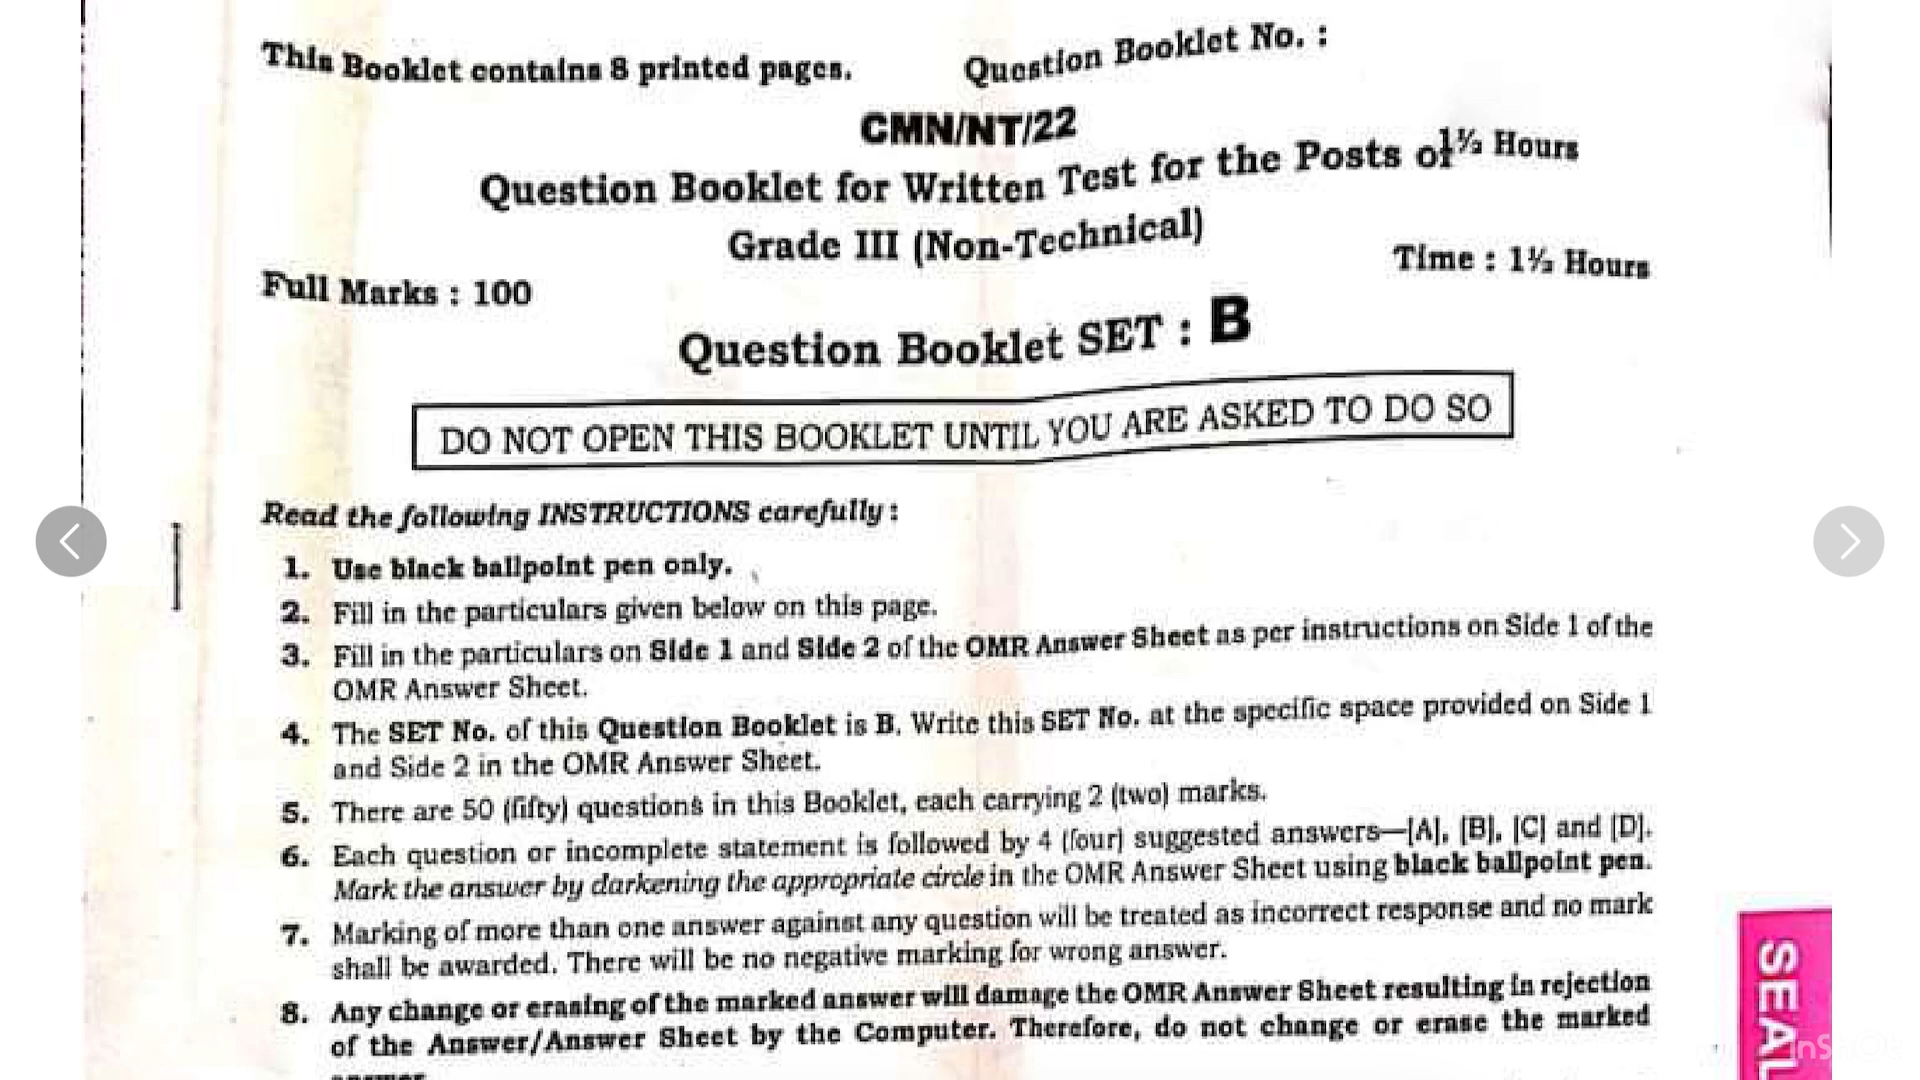 This Booklet contains 8 printed pages.
Question Booklet No. :
CMN/NT/22
Question Booklet for Written Test for the Posts of 1½ Hours
Grade III (Non-Technical)
Full Marks : 100
Time : 1½ Hours
Question Booklet SET : B
DO NOT OPEN THIS BOOKLET UNTIL YOU ARE ASKED TO DO SO
Read the following INSTRUCTIONS carefully :
1. Use black ballpoint pen only.
2. Fill in the particulars given below on this page.
3. Fill in the particulars on Side 1 and Side 2 of the OMR Answer Sheet as per instructions on Side 1 of the
OMR Answer Sheet.
4. The SET No. of this Question Booklet is B. Write this SET No. at the specific space provided on Side 1
and Side 2 in the OMR Answer Sheet.
5. There are 50 (fifty) questions in this Booklet, each carrying 2 (two) marks.
6. Each question or incomplete statement is followed by 4 (four) suggested answers—[A], [B], [C] and [D].
Mark the answer by darkening the appropriate circle in the OMR Answer Sheet using black ballpoint pen.
7. Marking of more than one answer against any question will be treated as incorrect response and no mark
shall be awarded. There will be no negative marking for wrong answer.
8. Any change or erasing of the marked answer will damage the OMR Answer Sheet resulting in rejection
of the Answer/Answer Sheet by the Computer. Therefore, do not change or erase the marked
answer.
SEAL